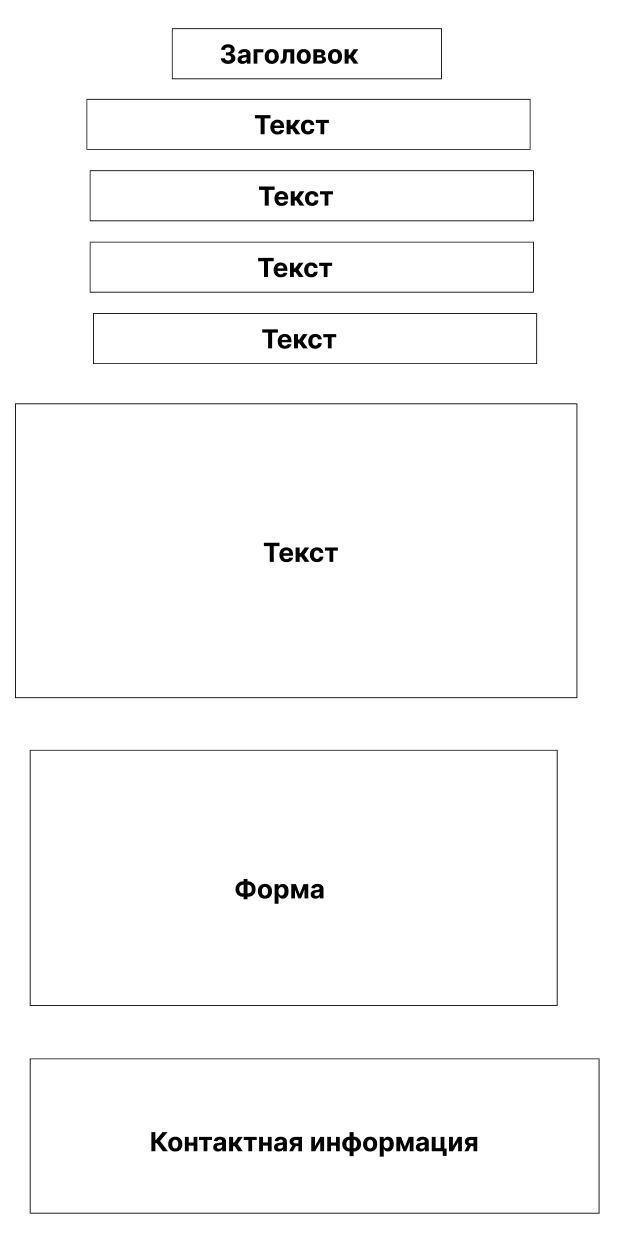 Заголовок
Текст
Текст
Текст
Текст
Текст
Форма
Контактная информация